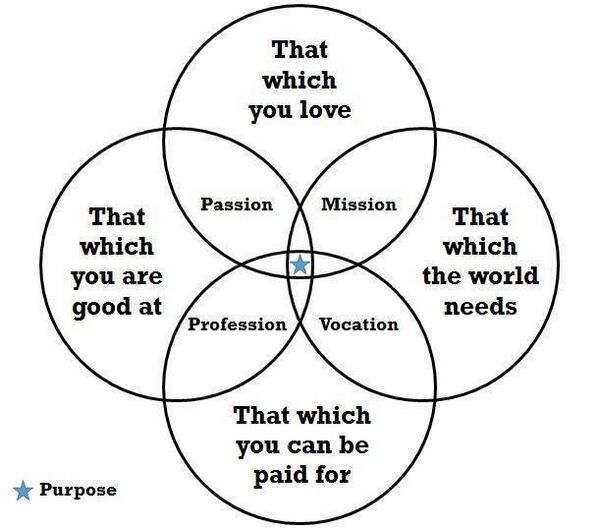 That
which
you love
Passion
Mission
That
which
you are
good at
That
which
the world
needs
Profession
Vocation
That which
you can be
paid for
Purpose